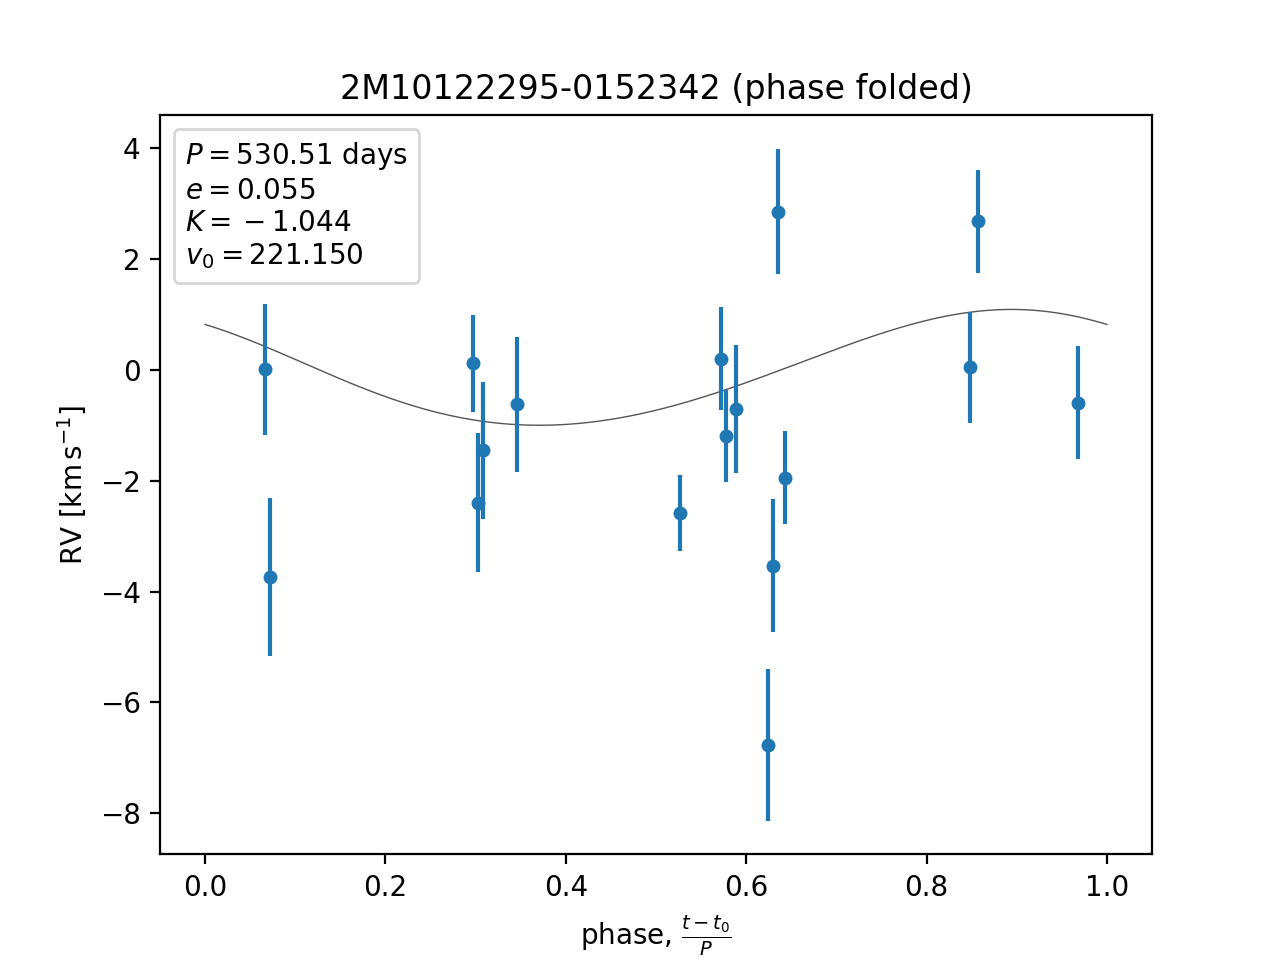 2M10122295-0152342 (phase folded)
P = 530.51 days
e = 0.055
K = −1.044
v₀ = 221.150
4
2
0
−2
−4
−6
−8
RV [km s⁻¹]
0.0 0.2 0.4 0.6 0.8 1.0
phase, (t − t₀)/P